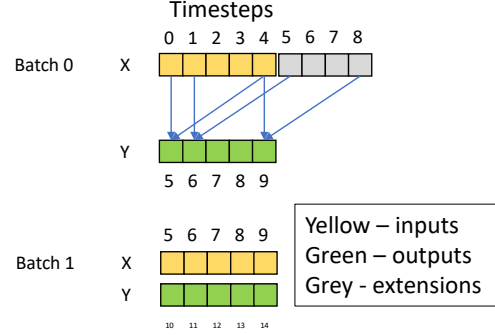 Timesteps
0 1 2 3 4 5 6 7 8
Batch 0 X
Y
5 6 7 8 9
5 6 7 8 9
Batch 1 X
Y
10 11 12 13 14
Yellow – inputs
Green – outputs
Grey - extensions